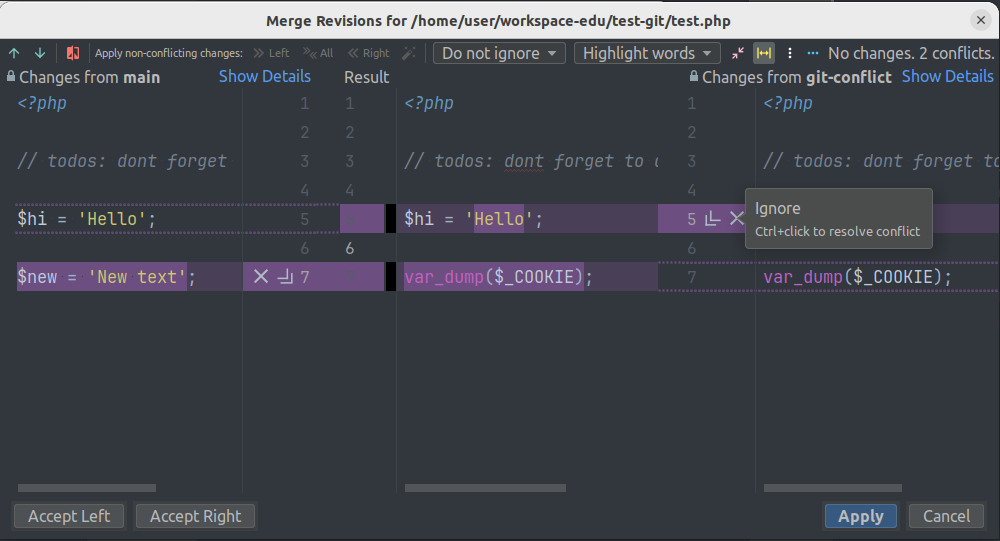 Merge Revisions for /home/user/workspace-edu/test-git/test.php
Apply non-conflicting changes: Left All Right Do not ignore Highlight words No changes. 2 conflicts.
Changes from main Show Details Result Changes from git-conflict Show Details
<?php 1 1 <?php 1 <?php
2 2 2
// todos: dont forget 3 3 // todos: dont forget to 3 // todos: dont forget to
4 4 4
$hi = 'Hello'; 5 $hi = 'Hello'; 5
Ignore
Ctrl+click to resolve conflict
6 6 6
$new = 'New text'; 7 var_dump($_COOKIE); 7 var_dump($_COOKIE);
Accept Left Accept Right Apply Cancel